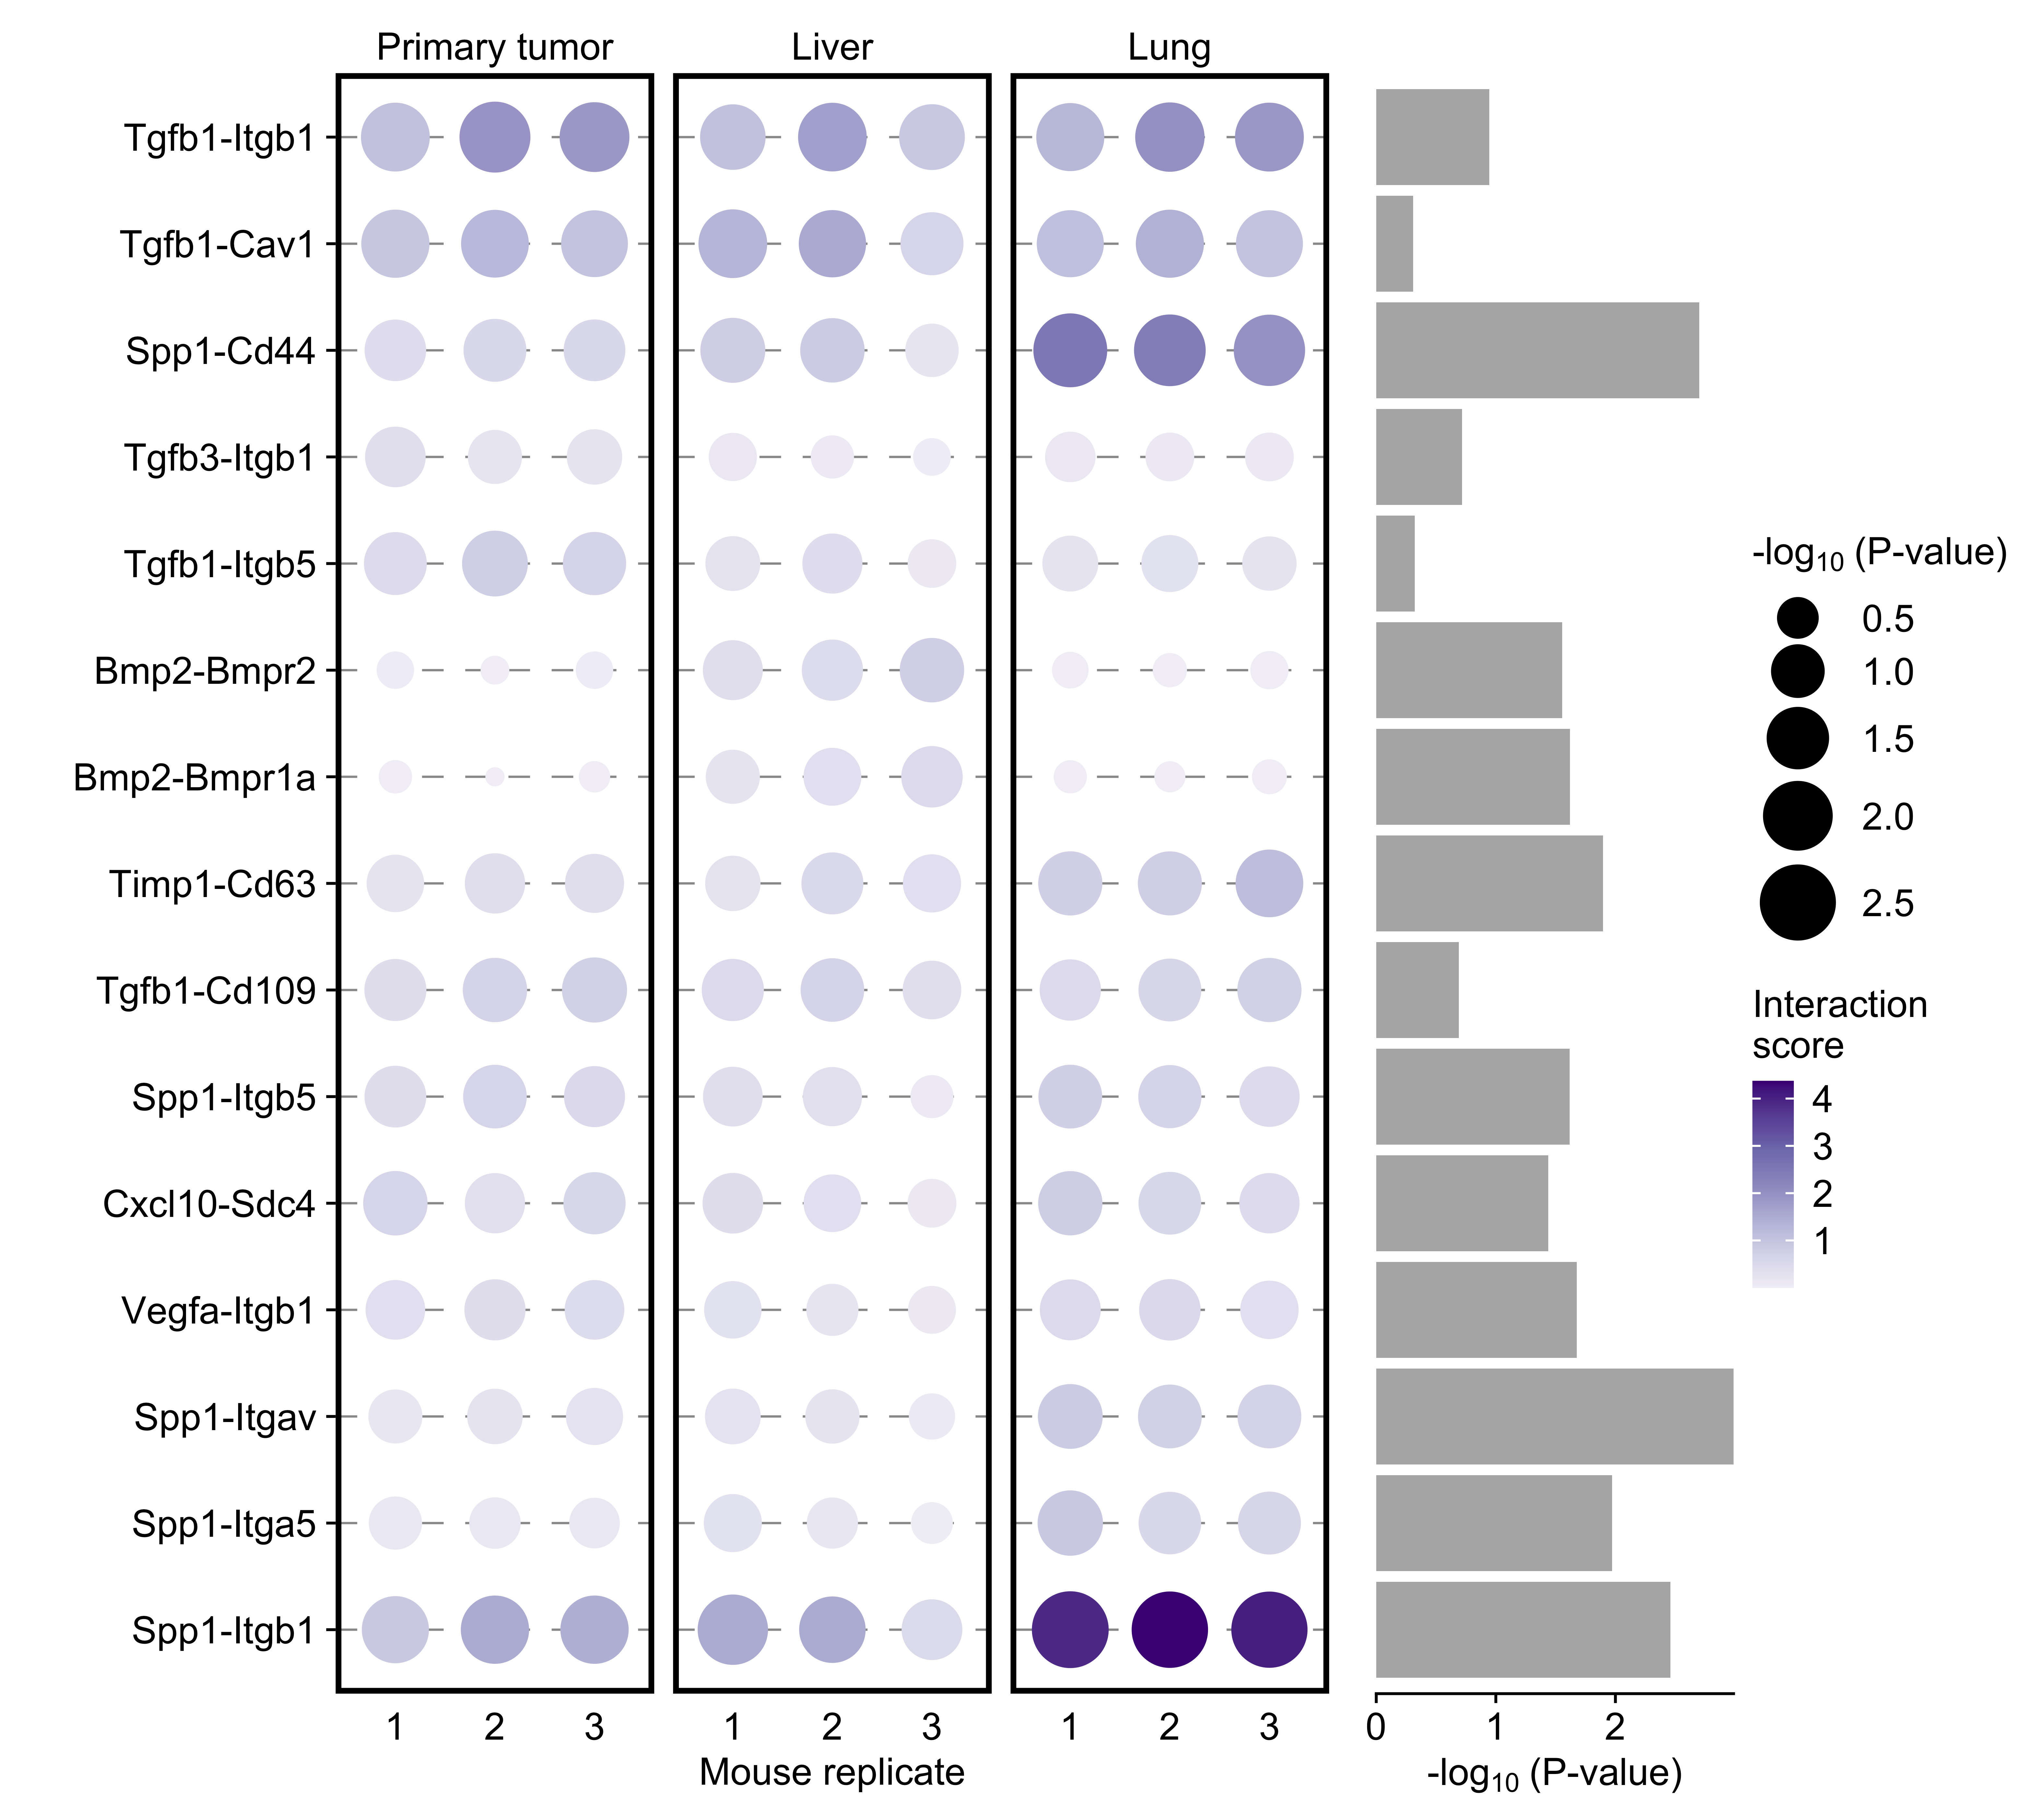 Primary tumor Liver Lung
Tgfb1-Itgb1
Tgfb1-Cav1
Spp1-Cd44
Tgfb3-Itgb1
Tgfb1-Itgb5
Bmp2-Bmpr2
Bmp2-Bmpr1a
Timp1-Cd63
Tgfb1-Cd109
Spp1-Itgb5
Cxcl10-Sdc4
Vegfa-Itgb1
Spp1-Itgav
Spp1-Itga5
Spp1-Itgb1
1 2 3 1 2 3 1 2 3
Mouse replicate
0 1 2
-log10 (P-value)
-log10 (P-value)
0.5
1.0
1.5
2.0
2.5
Interaction
score
4
3
2
1